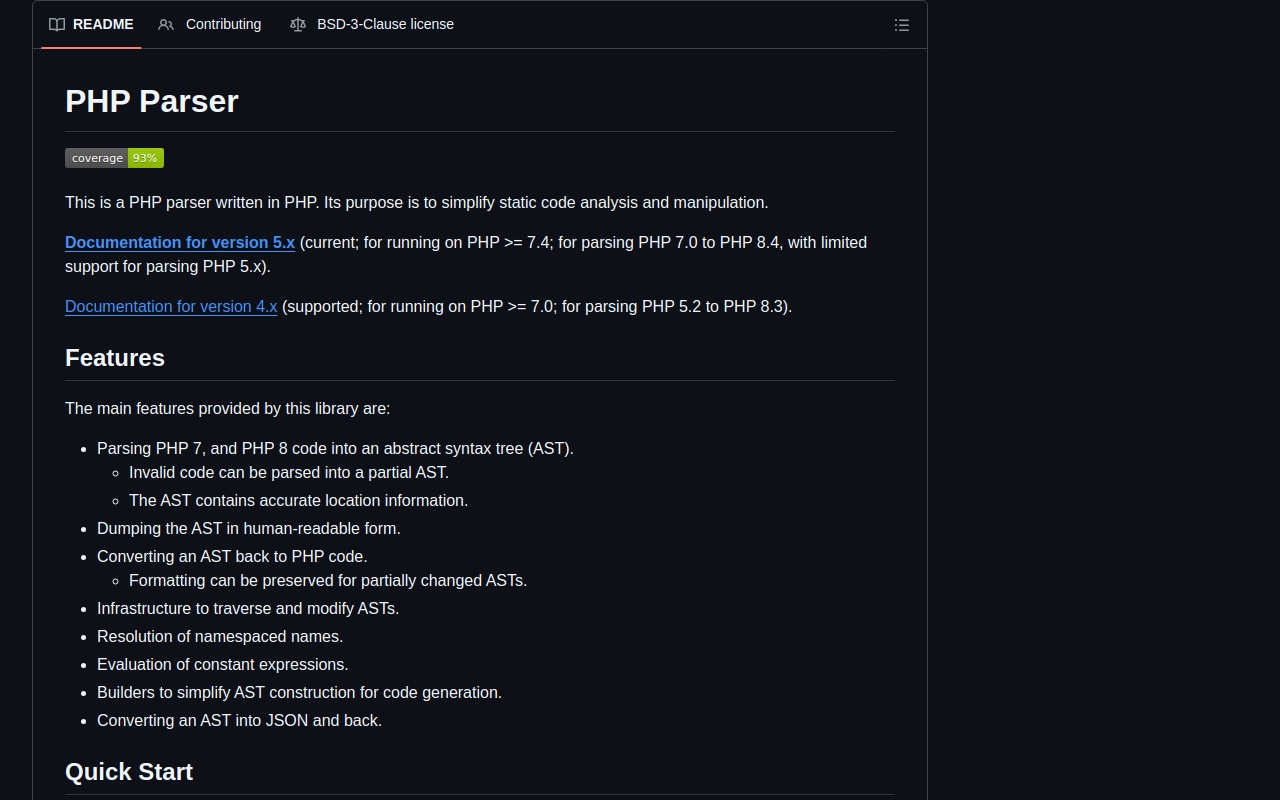 README Contributing BSD-3-Clause license
PHP Parser
coverage 93%
This is a PHP parser written in PHP. Its purpose is to simplify static code analysis and manipulation.
Documentation for version 5.x (current; for running on PHP >= 7.4; for parsing PHP 7.0 to PHP 8.4, with limited
support for parsing PHP 5.x).
Documentation for version 4.x (supported; for running on PHP >= 7.0; for parsing PHP 5.2 to PHP 8.3).
Features
The main features provided by this library are:
Parsing PHP 7, and PHP 8 code into an abstract syntax tree (AST).
Invalid code can be parsed into a partial AST.
The AST contains accurate location information.
Dumping the AST in human-readable form.
Converting an AST back to PHP code.
Formatting can be preserved for partially changed ASTs.
Infrastructure to traverse and modify ASTs.
Resolution of namespaced names.
Evaluation of constant expressions.
Builders to simplify AST construction for code generation.
Converting an AST into JSON and back.
Quick Start